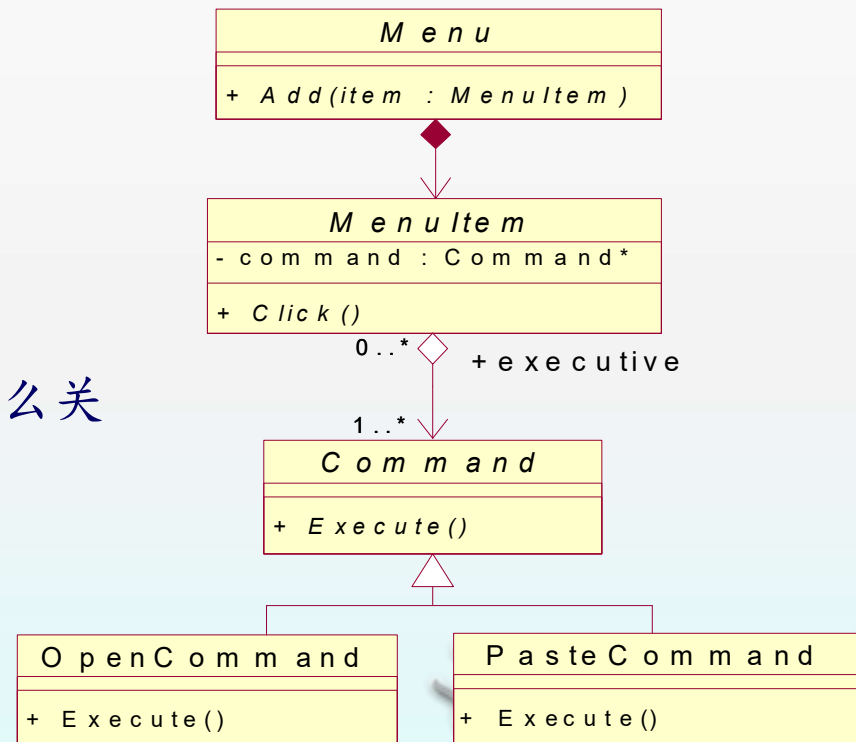 Menu
+ Add(item : MenuItem)
MenuItem
- command : Command*
+ Click()
0..*
+executive
么关
1..*
Command
+ Execute()
OpenCommand
PasteCommand
+ Execute()
+ Execute()